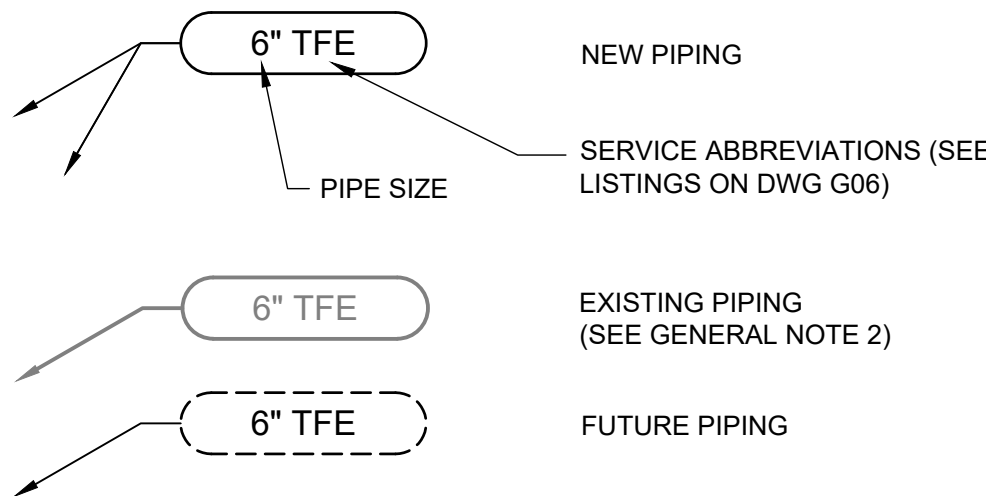 6" TFE
NEW PIPING
SERVICE ABBREVIATIONS (SEE
LISTINGS ON DWG G06)
PIPE SIZE
6" TFE
EXISTING PIPING
(SEE GENERAL NOTE 2)
6" TFE
FUTURE PIPING